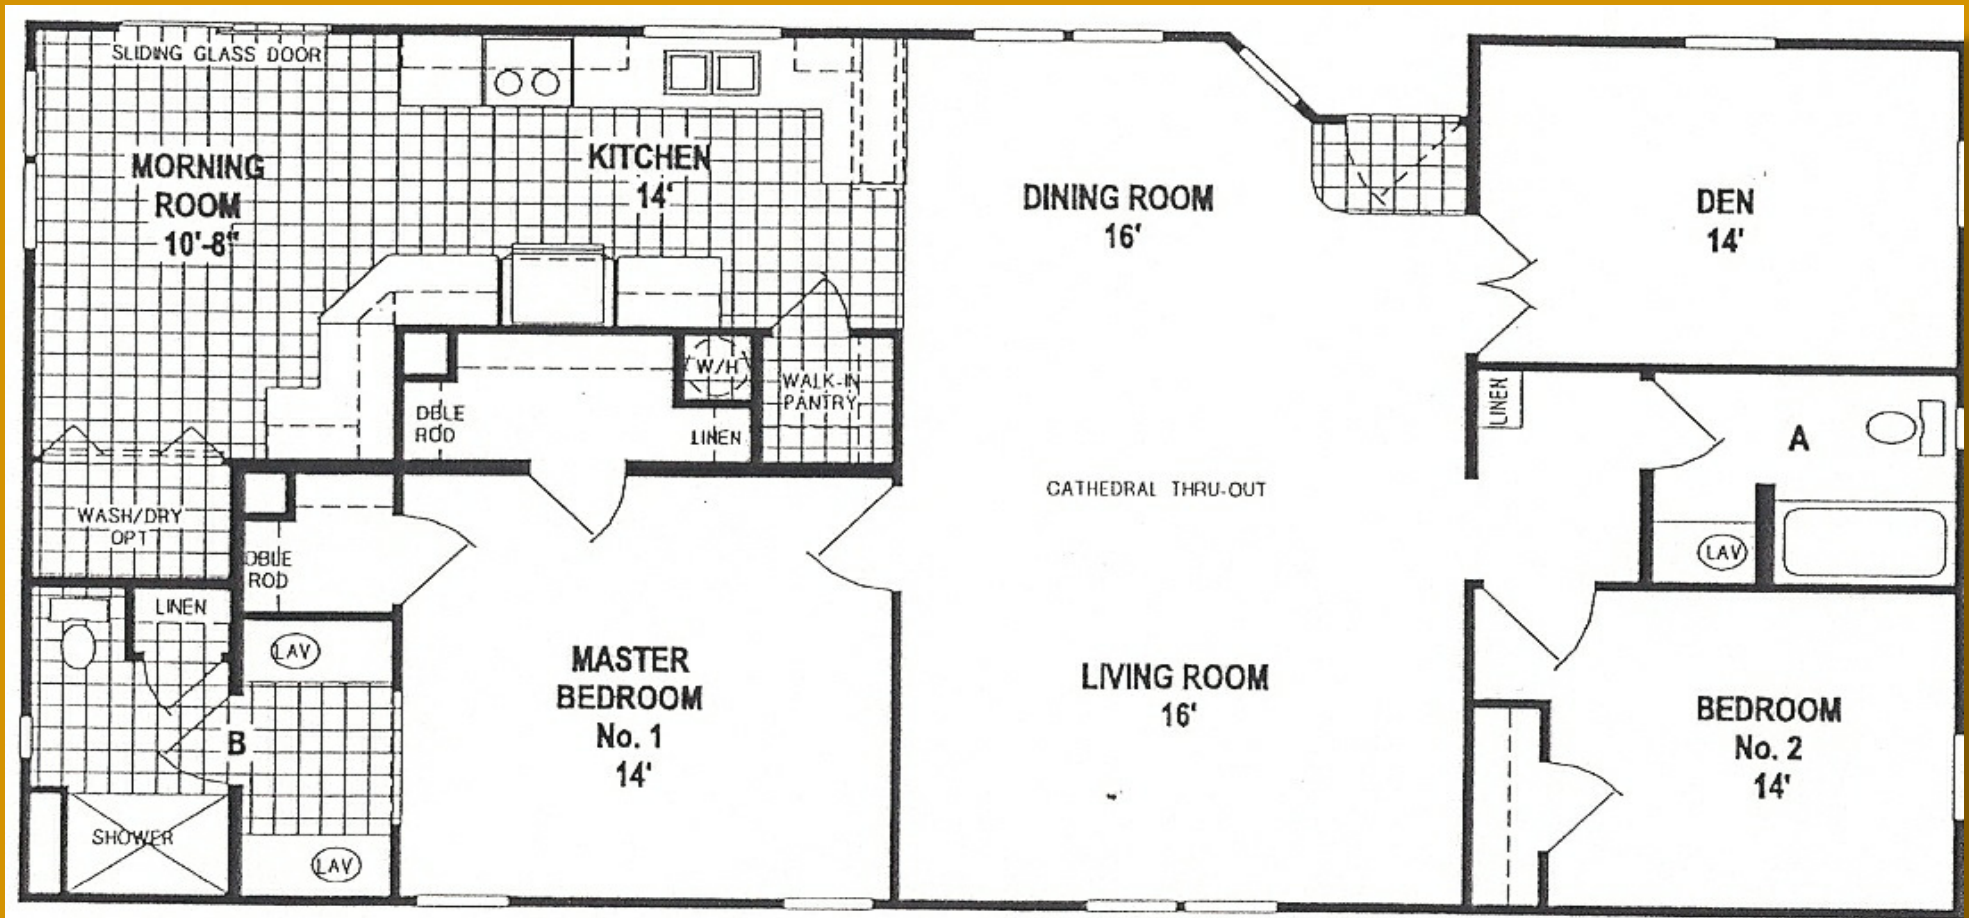 SLIDING GLASS DOOR
MORNING
ROOM
10'-8"
KITCHEN
14'
DINING ROOM
16'
DEN
14'
W/H
WALK-IN
PANTRY
DBLE
ROD
LINEN
LINEN
A
CATHEDRAL THRU-OUT
WASH/DRY
OPT
DBLE
ROD
LAV
LINEN
LAV
MASTER
BEDROOM
No. 1
14'
LIVING ROOM
16'
BEDROOM
No. 2
14'
B
SHOWER
LAV